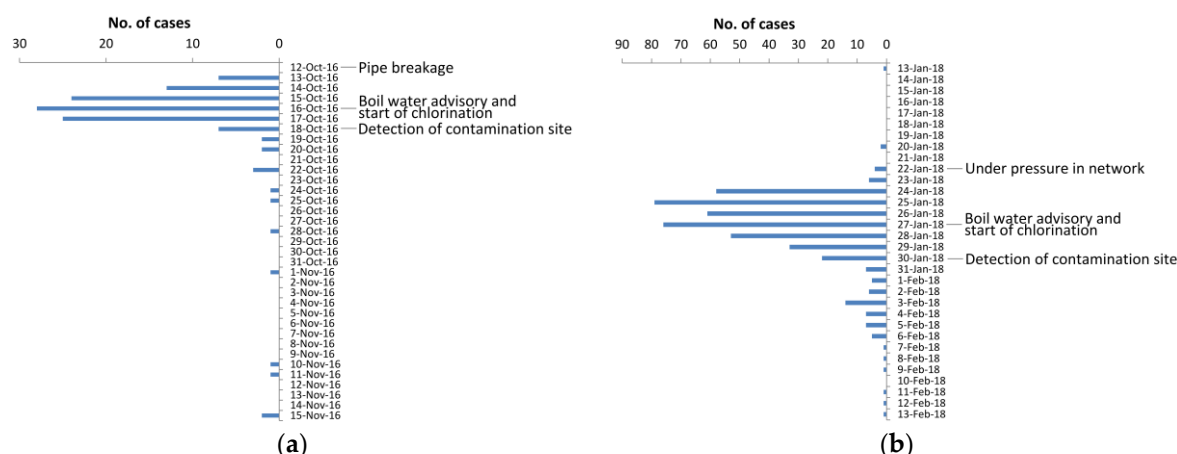 No. of cases
30 20 10 0
12-Oct-16 Pipe breakage
13-Oct-16
14-Oct-16
15-Oct-16
16-Oct-16 Boil water advisory and
start of chlorination
17-Oct-16
18-Oct-16 Detection of contamination site
19-Oct-16
20-Oct-16
21-Oct-16
22-Oct-16
23-Oct-16
24-Oct-16
25-Oct-16
26-Oct-16
27-Oct-16
28-Oct-16
29-Oct-16
30-Oct-16
31-Oct-16
1-Nov-16
2-Nov-16
3-Nov-16
4-Nov-16
5-Nov-16
6-Nov-16
7-Nov-16
8-Nov-16
9-Nov-16
10-Nov-16
11-Nov-16
12-Nov-16
13-Nov-16
14-Nov-16
15-Nov-16
(a)
No. of cases
90 80 70 60 50 40 30 20 10 0
13-Jan-18
14-Jan-18
15-Jan-18
16-Jan-18
17-Jan-18
18-Jan-18
19-Jan-18
20-Jan-18
21-Jan-18
22-Jan-18 Under pressure in network
23-Jan-18
24-Jan-18
25-Jan-18
26-Jan-18
27-Jan-18 Boil water advisory and
start of chlorination
28-Jan-18
29-Jan-18
30-Jan-18 Detection of contamination site
31-Jan-18
1-Feb-18
2-Feb-18
3-Feb-18
4-Feb-18
5-Feb-18
6-Feb-18
7-Feb-18
8-Feb-18
9-Feb-18
10-Feb-18
11-Feb-18
12-Feb-18
13-Feb-18
(b)